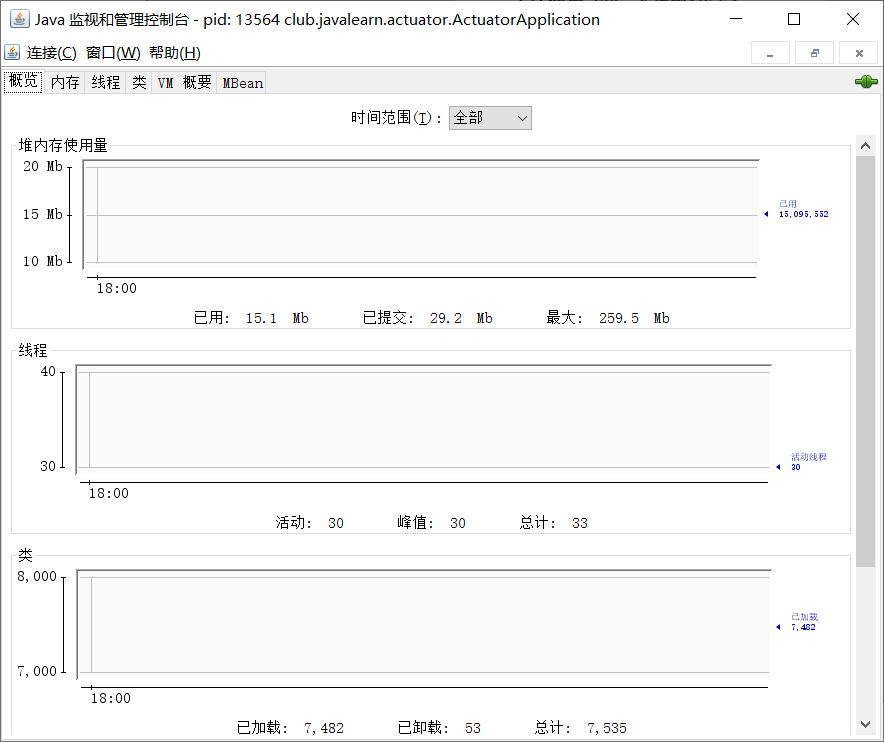 Java 监视和管理控制台 - pid: 13564 club.javalearn.actuator.ActuatorApplication
连接(C) 窗口(W) 帮助(H)
概览 内存 线程 类 VM 概要 MBean
时间范围(T): 全部
堆内存使用量
20 Mb
15 Mb
10 Mb
已用
15,095,552
18:00
已用: 15.1 Mb 已提交: 29.2 Mb 最大: 259.5 Mb
线程
40
30
活动线程
30
18:00
活动: 30 峰值: 30 总计: 33
类
8,000
7,000
已加载
7,482
18:00
已加载: 7,482 已卸载: 53 总计: 7,535